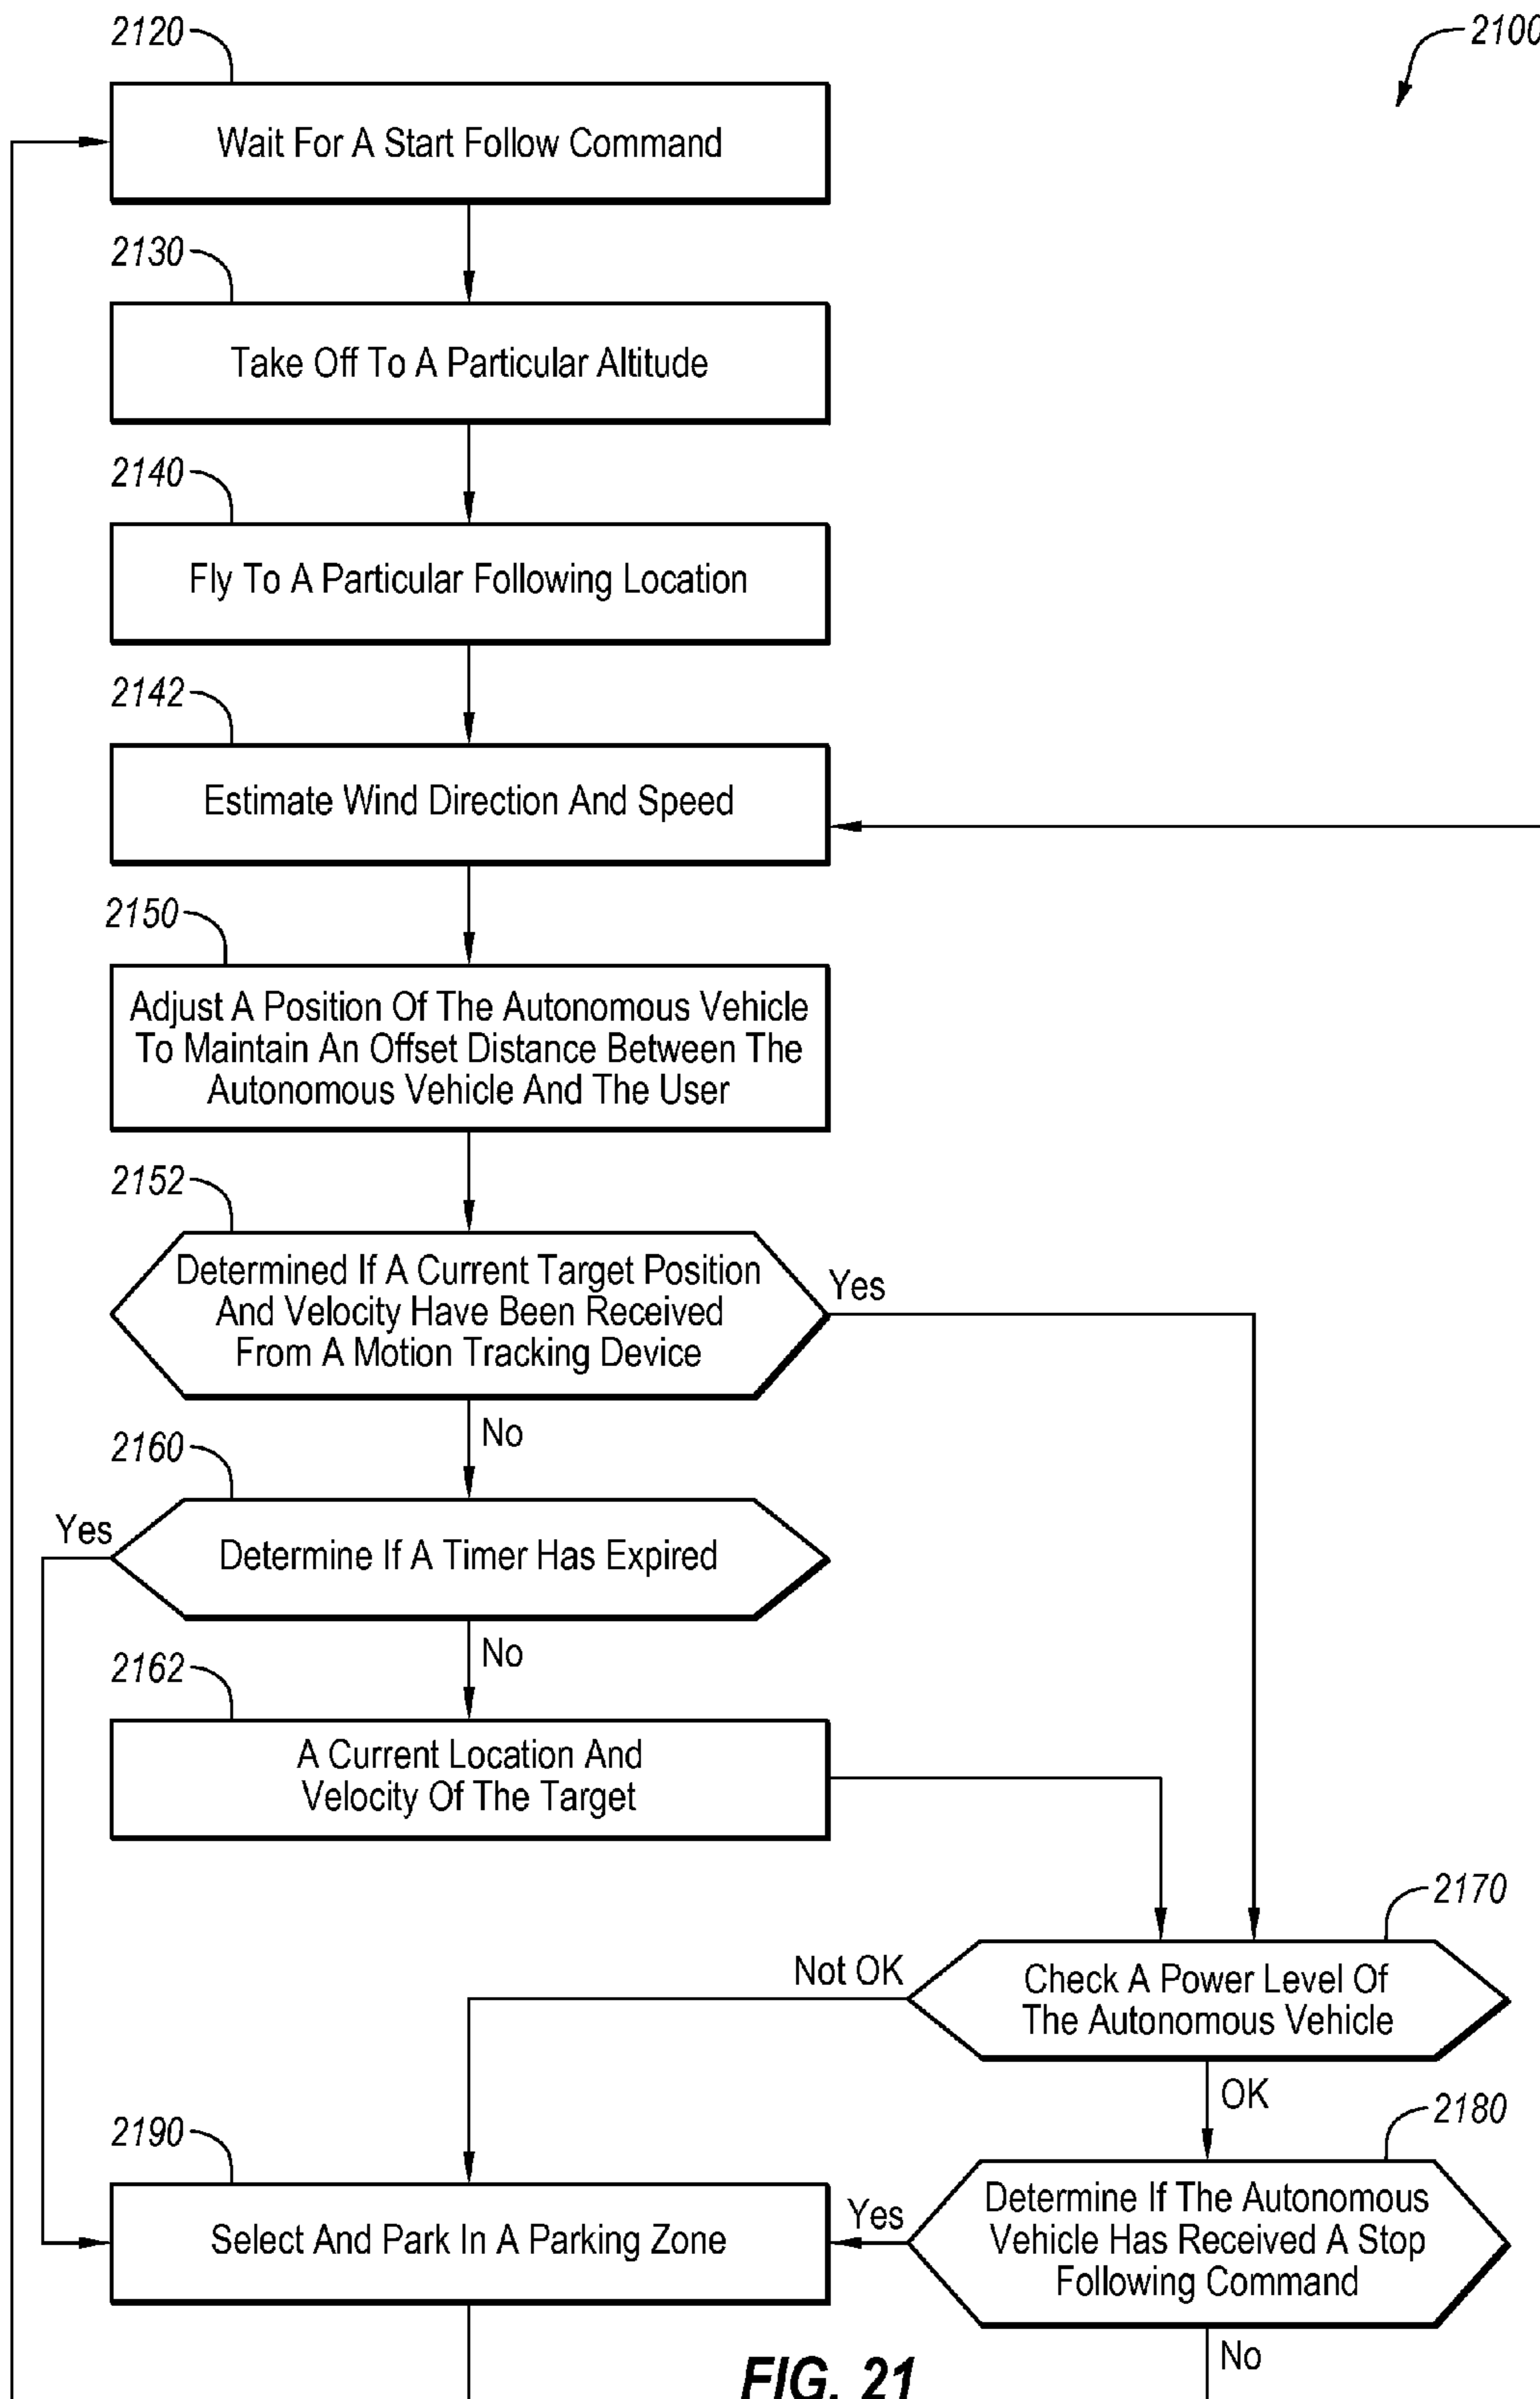 2100
2120
Wait For A Start Follow Command
2130
Take Off To A Particular Altitude
2140
Fly To A Particular Following Location
2142
Estimate Wind Direction And Speed
2150
Adjust A Position Of The Autonomous Vehicle
To Maintain An Offset Distance Between The
Autonomous Vehicle And The User
2152
Determined If A Current Target Position
And Velocity Have Been Received
From A Motion Tracking Device
Yes
No
2160
Yes
Determine If A Timer Has Expired
No
2162
A Current Location And
Velocity Of The Target
2170
Not OK
Check A Power Level Of
The Autonomous Vehicle
OK
2180
2190
Select And Park In A Parking Zone
Yes
Determine If The Autonomous
Vehicle Has Received A Stop
Following Command
No
FIG. 21